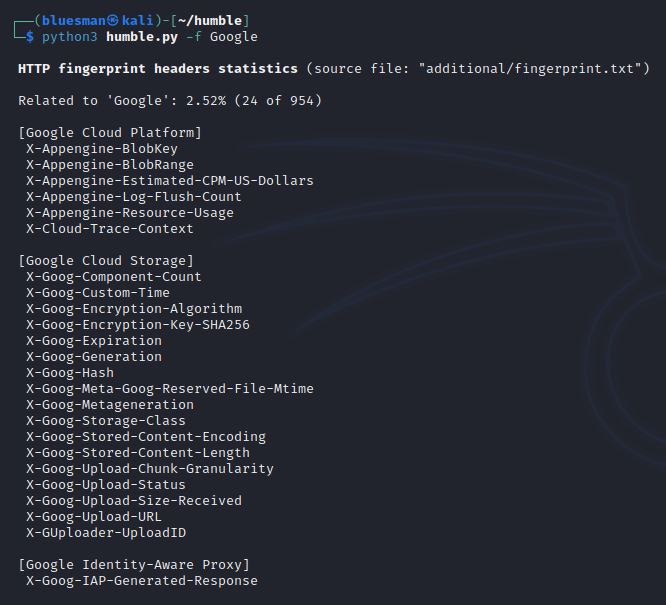 ┌──(bluesman㉿kali)-[~/humble]
└─$ python3 humble.py -f Google
HTTP fingerprint headers statistics (source file: "additional/fingerprint.txt")
Related to 'Google': 2.52% (24 of 954)
[Google Cloud Platform]
X-Appengine-BlobKey
X-Appengine-BlobRange
X-Appengine-Estimated-CPM-US-Dollars
X-Appengine-Log-Flush-Count
X-Appengine-Resource-Usage
X-Cloud-Trace-Context
[Google Cloud Storage]
X-Goog-Component-Count
X-Goog-Custom-Time
X-Goog-Encryption-Algorithm
X-Goog-Encryption-Key-SHA256
X-Goog-Expiration
X-Goog-Generation
X-Goog-Hash
X-Goog-Meta-Goog-Reserved-File-Mtime
X-Goog-Metageneration
X-Goog-Storage-Class
X-Goog-Stored-Content-Encoding
X-Goog-Stored-Content-Length
X-Goog-Upload-Chunk-Granularity
X-Goog-Upload-Status
X-Goog-Upload-Size-Received
X-Goog-Upload-URL
X-GUploader-UploadID
[Google Identity-Aware Proxy]
X-Goog-IAP-Generated-Response